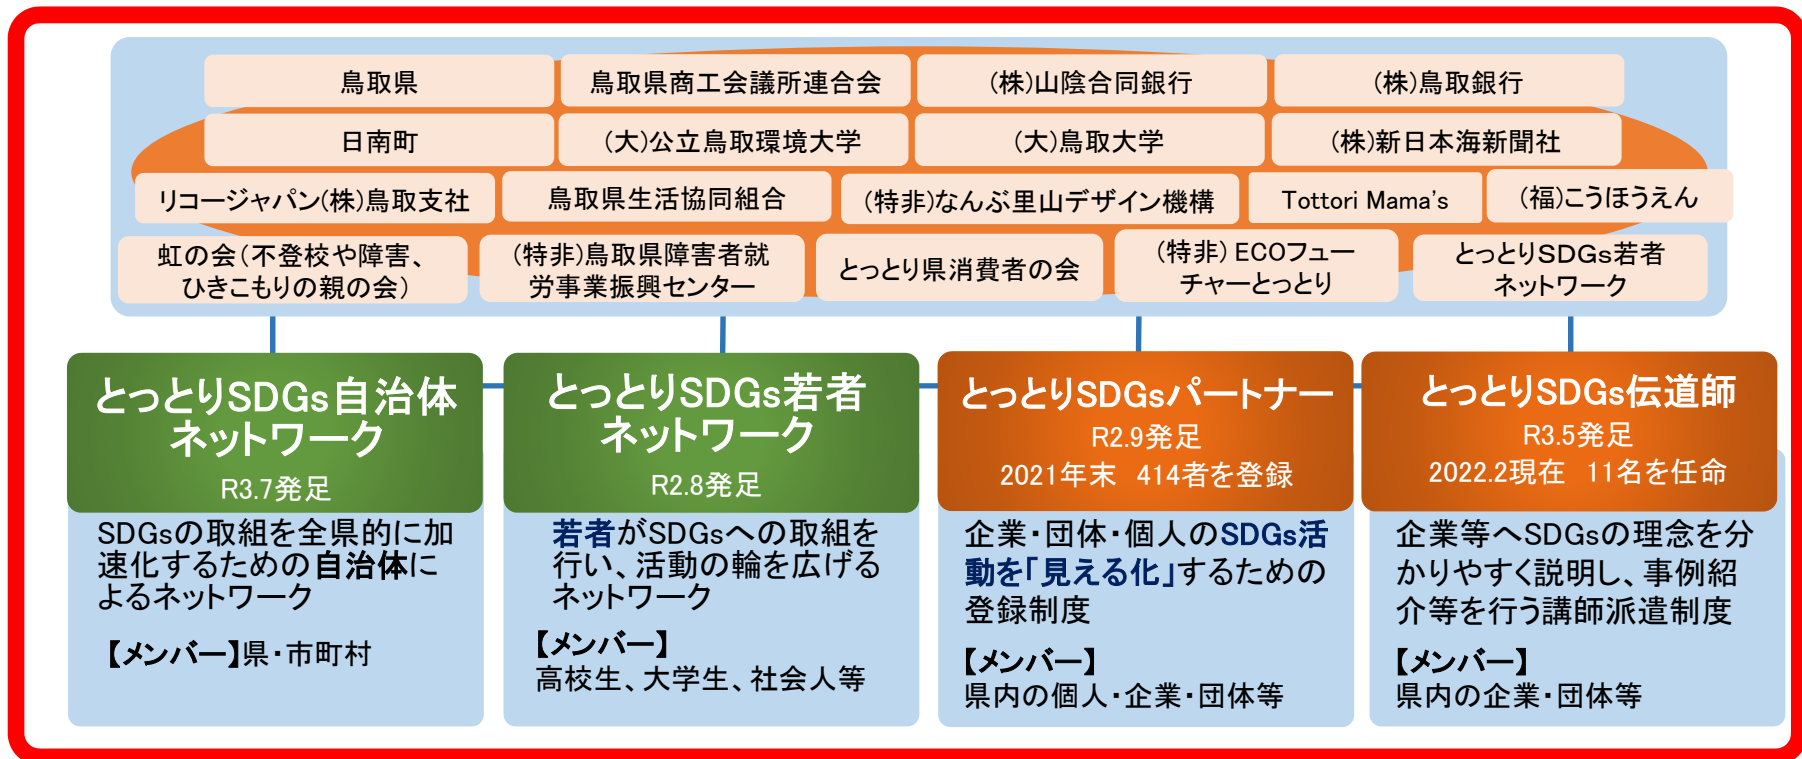 鳥取県
鳥取県商工会議所連合会
(株)山陰合同銀行
(株)鳥取銀行
日南町
(大)公立鳥取環境大学
(大)鳥取大学
(株)新日本海新聞社
リコージャパン(株)鳥取支社
鳥取県生活協同組合
(特非)なんぶ里山デザイン機構
Tottori Mama's
(福)こうほうえん
虹の会(不登校や障害、
ひきこもりの親の会)
(特非)鳥取県障害者就
労事業振興センター
とっとり県消費者の会
(特非) ECOフュー
チャーとっとり
とっとりSDGs若者
ネットワーク
とっとりSDGs自治体
ネットワーク
R3.7発足
SDGsの取組を全県的に加
速化するための自治体に
よるネットワーク
【メンバー】県・市町村
とっとりSDGs若者
ネットワーク
R2.8発足
若者がSDGsへの取組を
行い、活動の輪を広げる
ネットワーク
【メンバー】
高校生、大学生、社会人等
とっとりSDGsパートナー
R2.9発足
2021年末 414者を登録
企業・団体・個人のSDGs活
動を「見える化」するための
登録制度
【メンバー】
県内の個人・企業・団体等
とっとりSDGs伝道師
R3.5発足
2022.2現在 11名を任命
企業等へSDGsの理念を分
かりやすく説明し、事例紹
介等を行う講師派遣制度
【メンバー】
県内の企業・団体等